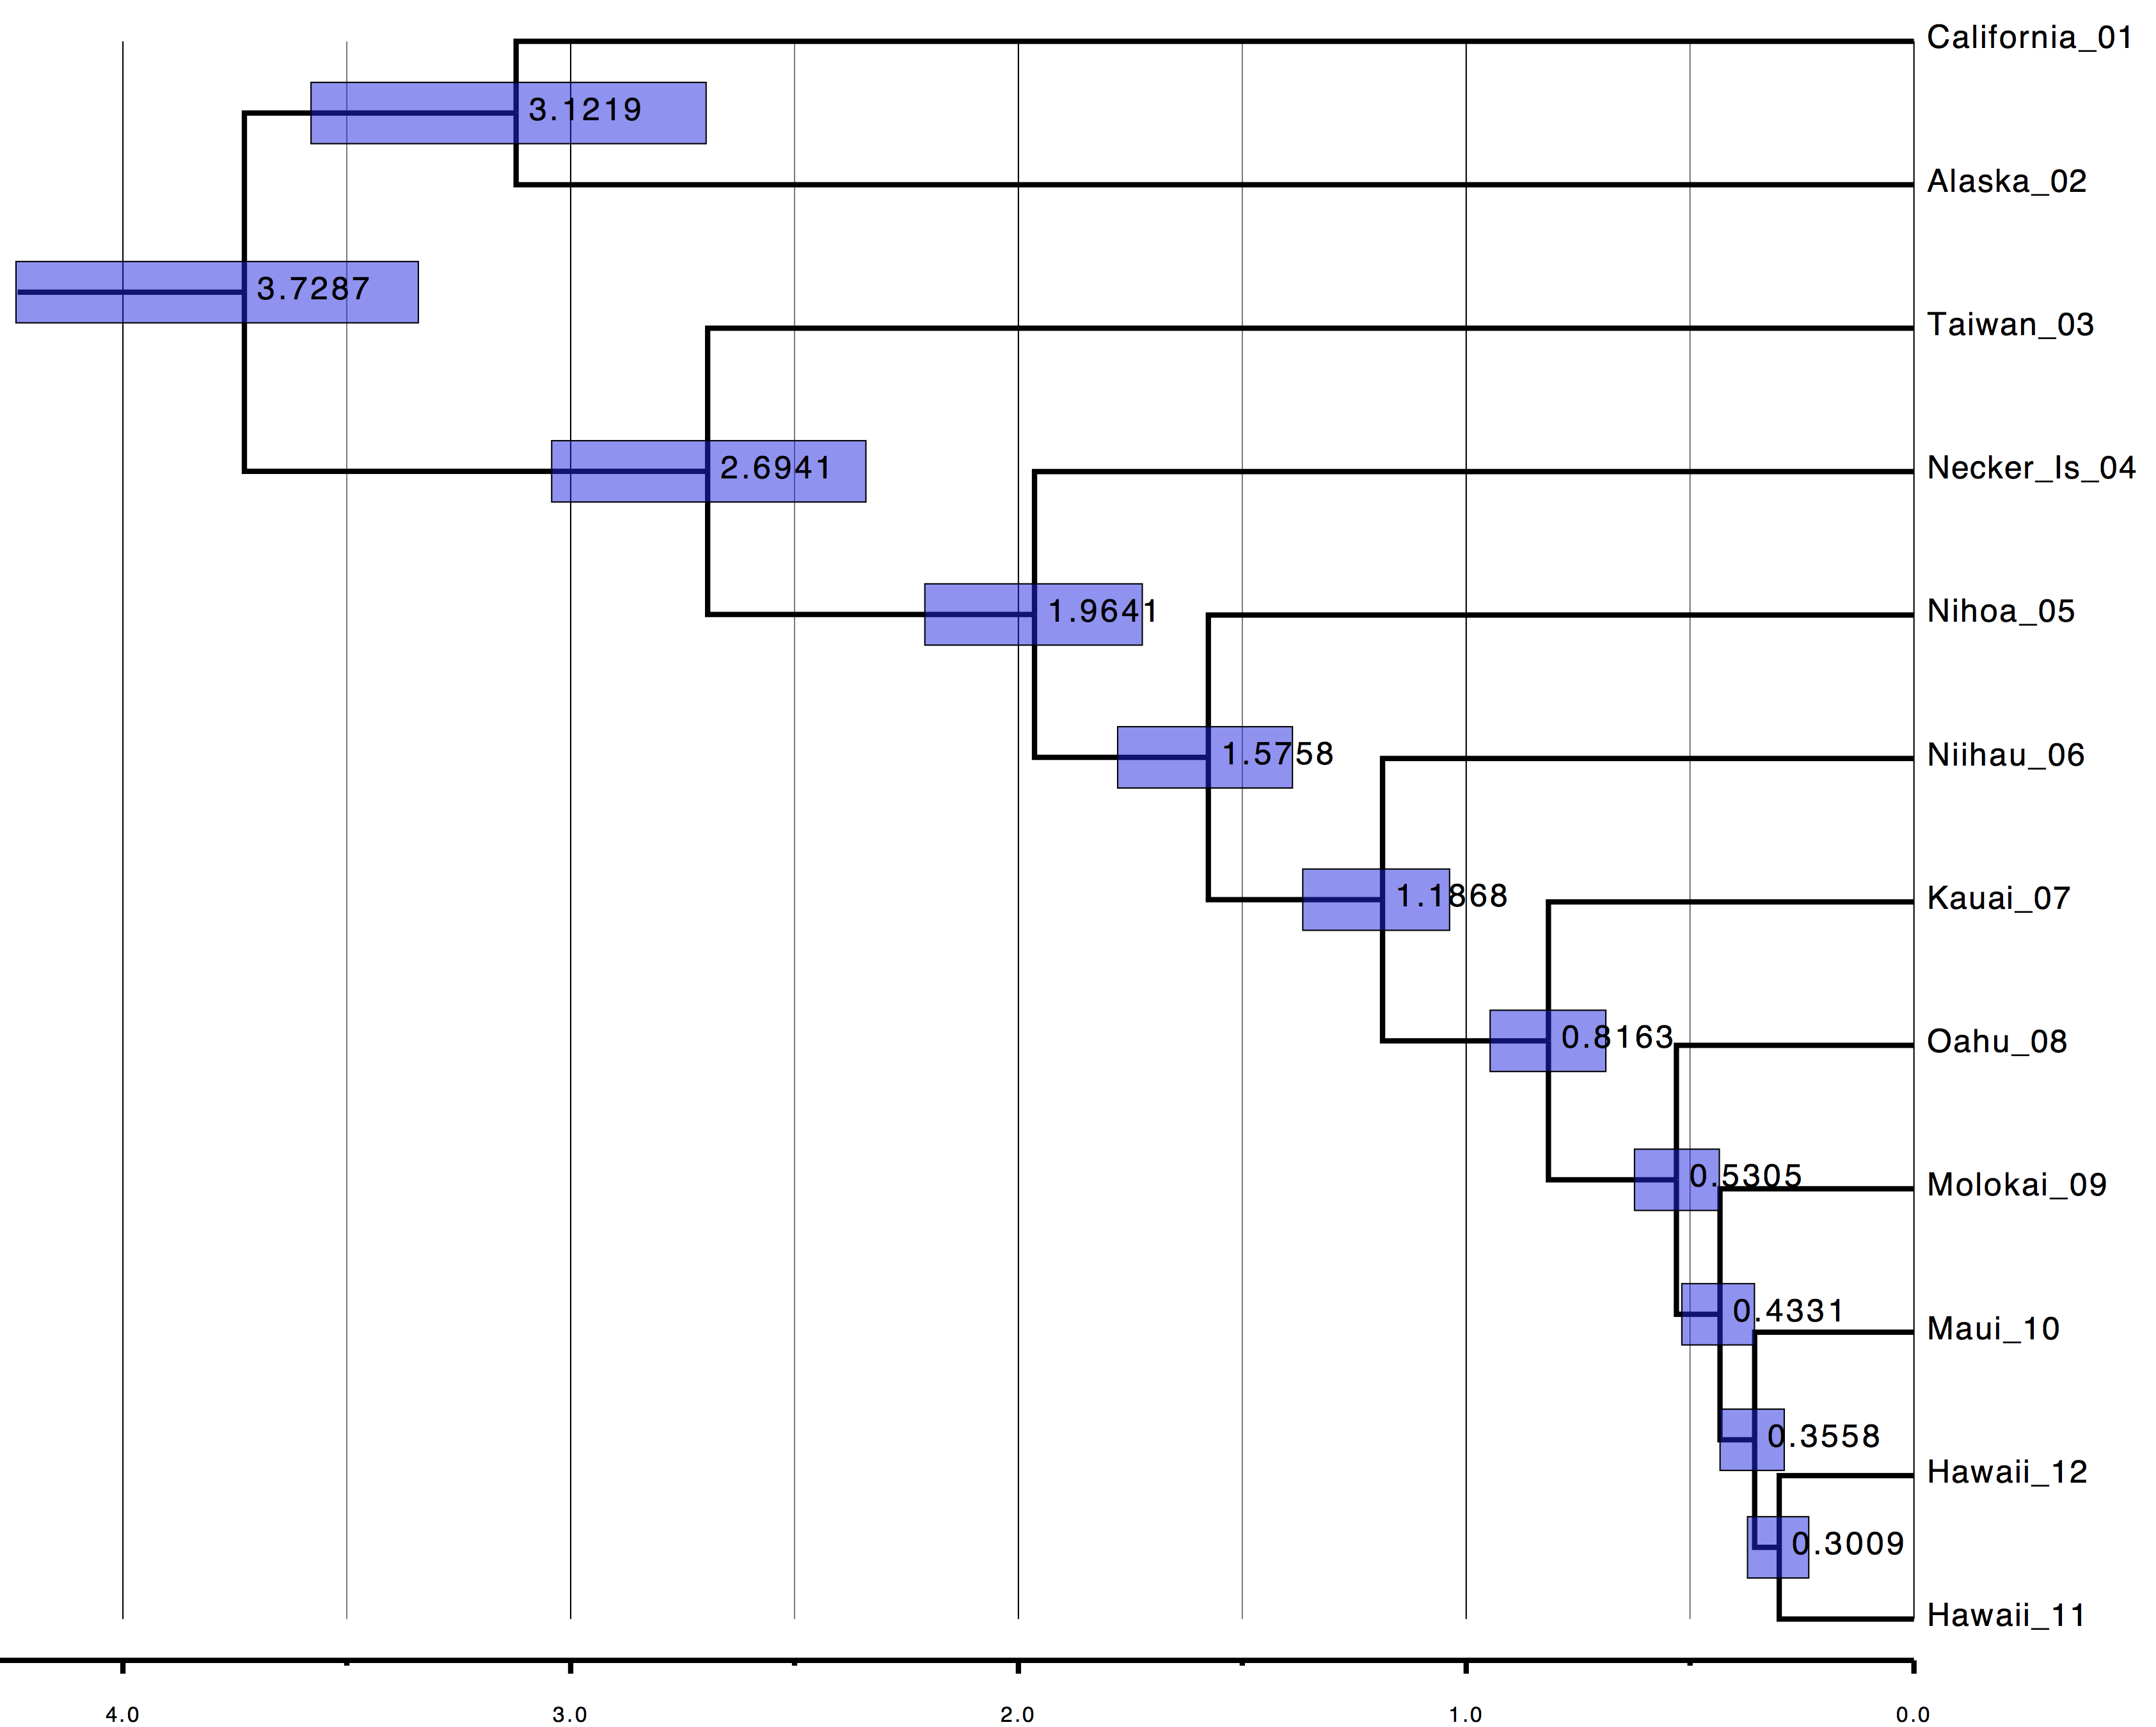 California_01
3.1219
Alaska_02
3.7287
Taiwan_03
2.6941
Necker_Is_04
1.9641
Nihoa_05
1.5758
Niihau_06
1.1868
Kauai_07
0.8163
Oahu_08
0.5305
Molokai_09
0.4331
Maui_10
0.3558
Hawaii_12
0.3009
Hawaii_11
4.0 3.0 2.0 1.0 0.0